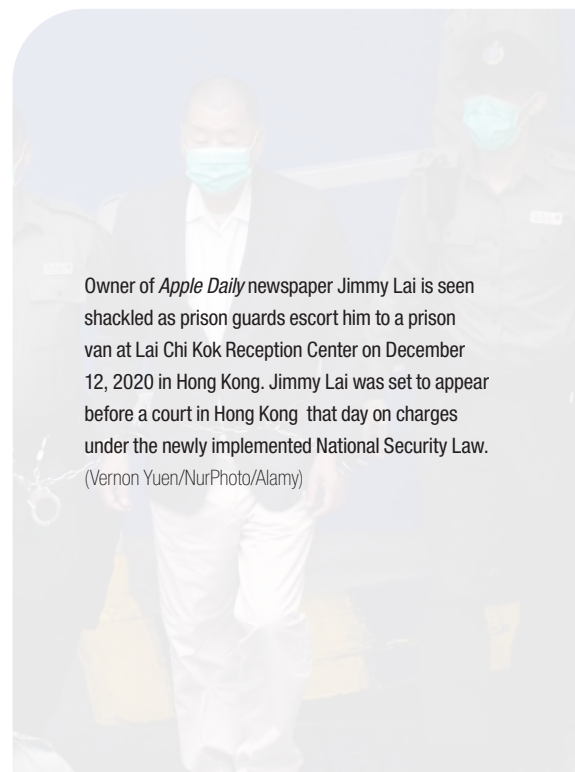 Owner of Apple Daily newspaper Jimmy Lai is seen
shackled as prison guards escort him to a prison
van at Lai Chi Kok Reception Center on December
12, 2020 in Hong Kong. Jimmy Lai was set to appear
before a court in Hong Kong  that day on charges
under the newly implemented National Security Law.
(Vernon Yuen/NurPhoto/Alamy)